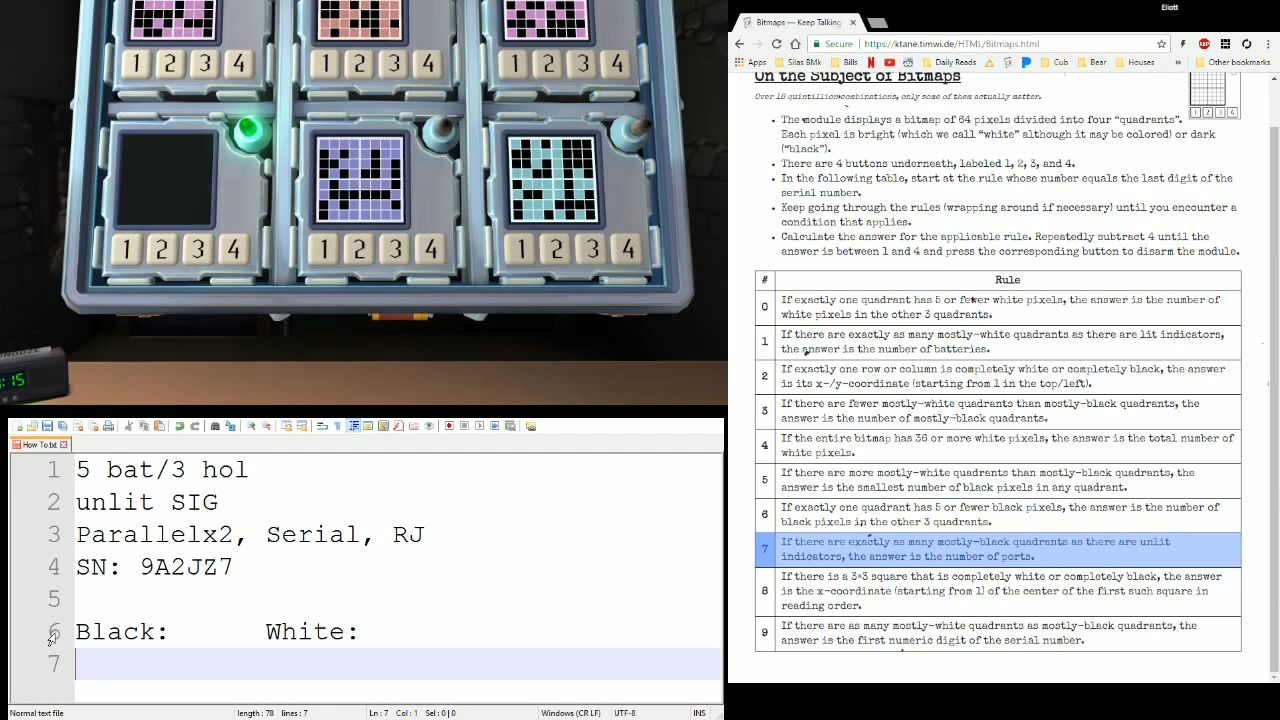 Eliott
Bitmaps — Keep Talking
Secure
https://ktane.timwi.de/HTML/Bitmaps.html
Apps
Silas BMk
Bills
Daily Reads
Cub
Bear
Houses
»
Other bookmarks
On the Subject of Bitmaps
Over 18 quintillion combinations, only some of them actually matter.
1 2 3 4
• The module displays a bitmap of 64 pixels divided into four “quadrants”.
Each pixel is bright (which we call “white” although it may be colored) or dark
(“black”).
• There are 4 buttons underneath, labeled 1, 2, 3, and 4.
• In the following table, start at the rule whose number equals the last digit of the
serial number.
• Keep going through the rules (wrapping around if necessary) until you encounter a
condition that applies.
• Calculate the answer for the applicable rule. Repeatedly subtract 4 until the
answer is between 1 and 4 and press the corresponding button to disarm the module.
# Rule
0 If exactly one quadrant has 5 or fewer white pixels, the answer is the number of
white pixels in the other 3 quadrants.
1 If there are exactly as many mostly-white quadrants as there are lit indicators,
the answer is the number of batteries.
2 If exactly one row or column is completely white or completely black, the answer
is its x-/y-coordinate (starting from 1 in the top/left).
3 If there are fewer mostly-white quadrants than mostly-black quadrants, the
answer is the number of mostly-black quadrants.
4 If the entire bitmap has 36 or more white pixels, the answer is the total number of
white pixels.
5 If there are more mostly-white quadrants than mostly-black quadrants, the
answer is the smallest number of black pixels in any quadrant.
6 If exactly one quadrant has 5 or fewer black pixels, the answer is the number of
black pixels in the other 3 quadrants.
7 If there are exactly as many mostly-black quadrants as there are unlit
indicators, the answer is the number of ports.
8 If there is a 3×3 square that is completely white or completely black, the answer
is the x-coordinate (starting from 1) of the center of the first such square in
reading order.
9 If there are as many mostly-white quadrants as mostly-black quadrants, the
answer is the first numeric digit of the serial number.
1 2 3 4
1 2 3 4
1 2 3 4
1 2 3 4
1 2 3 4
1 2 3 4
:15
How To.txt
1 5 bat/3 hol
2 unlit SIG
3 Parallelx2, Serial, RJ
4 SN: 9A2JZ7
5
6 Black: White:
7
Normal text file
length : 78 lines : 7
Ln : 7 Col : 1 Sel : 0 | 0
Windows (CR LF)
UTF-8
INS